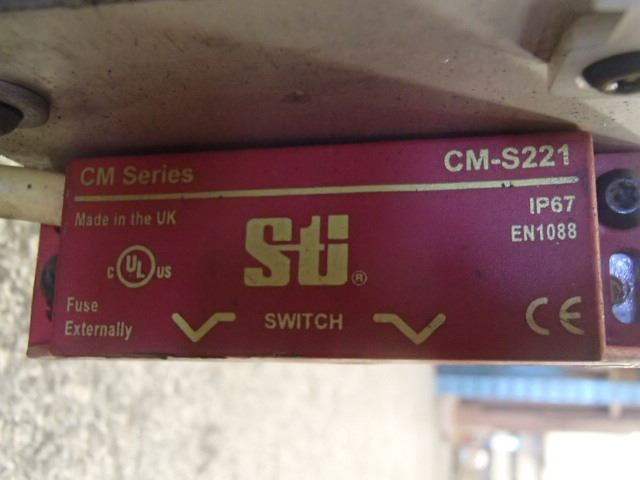 CM Series CM-S221
Made in the UK IP67
EN1088
Sti ®
C UL US
Fuse
Externally SWITCH CE